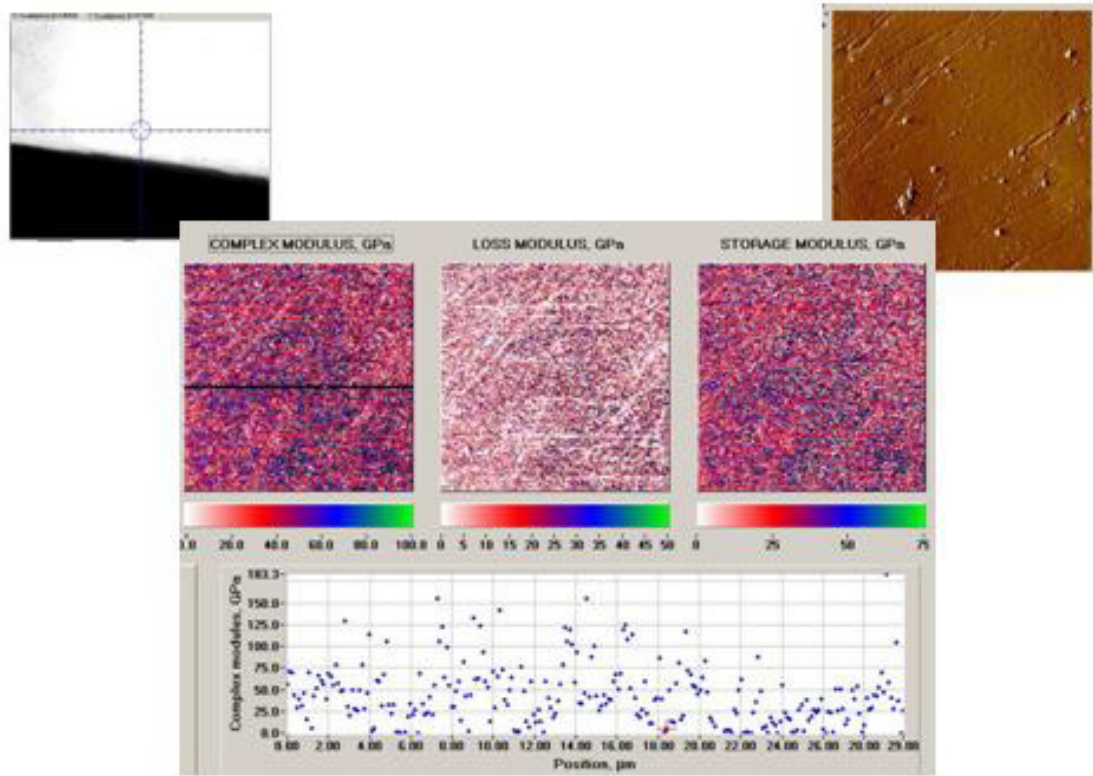 COMPLEX MODULUS, GPa LOSS MODULUS, GPa STORAGE MODULUS, GPa
0.0 20.0 40.0 60.0 80.0 100.0 0 5 10 15 20 25 30 35 40 45 50 0 25 50 75
Complex modulus, GPa
183.3
150.0
125.0
100.0
75.0
50.0
25.0
0.0
0.00 2.00 4.00 6.00 8.00 10.00 12.00 14.00 16.00 18.00 20.00 22.00 24.00 26.00 29.00
Position, µm